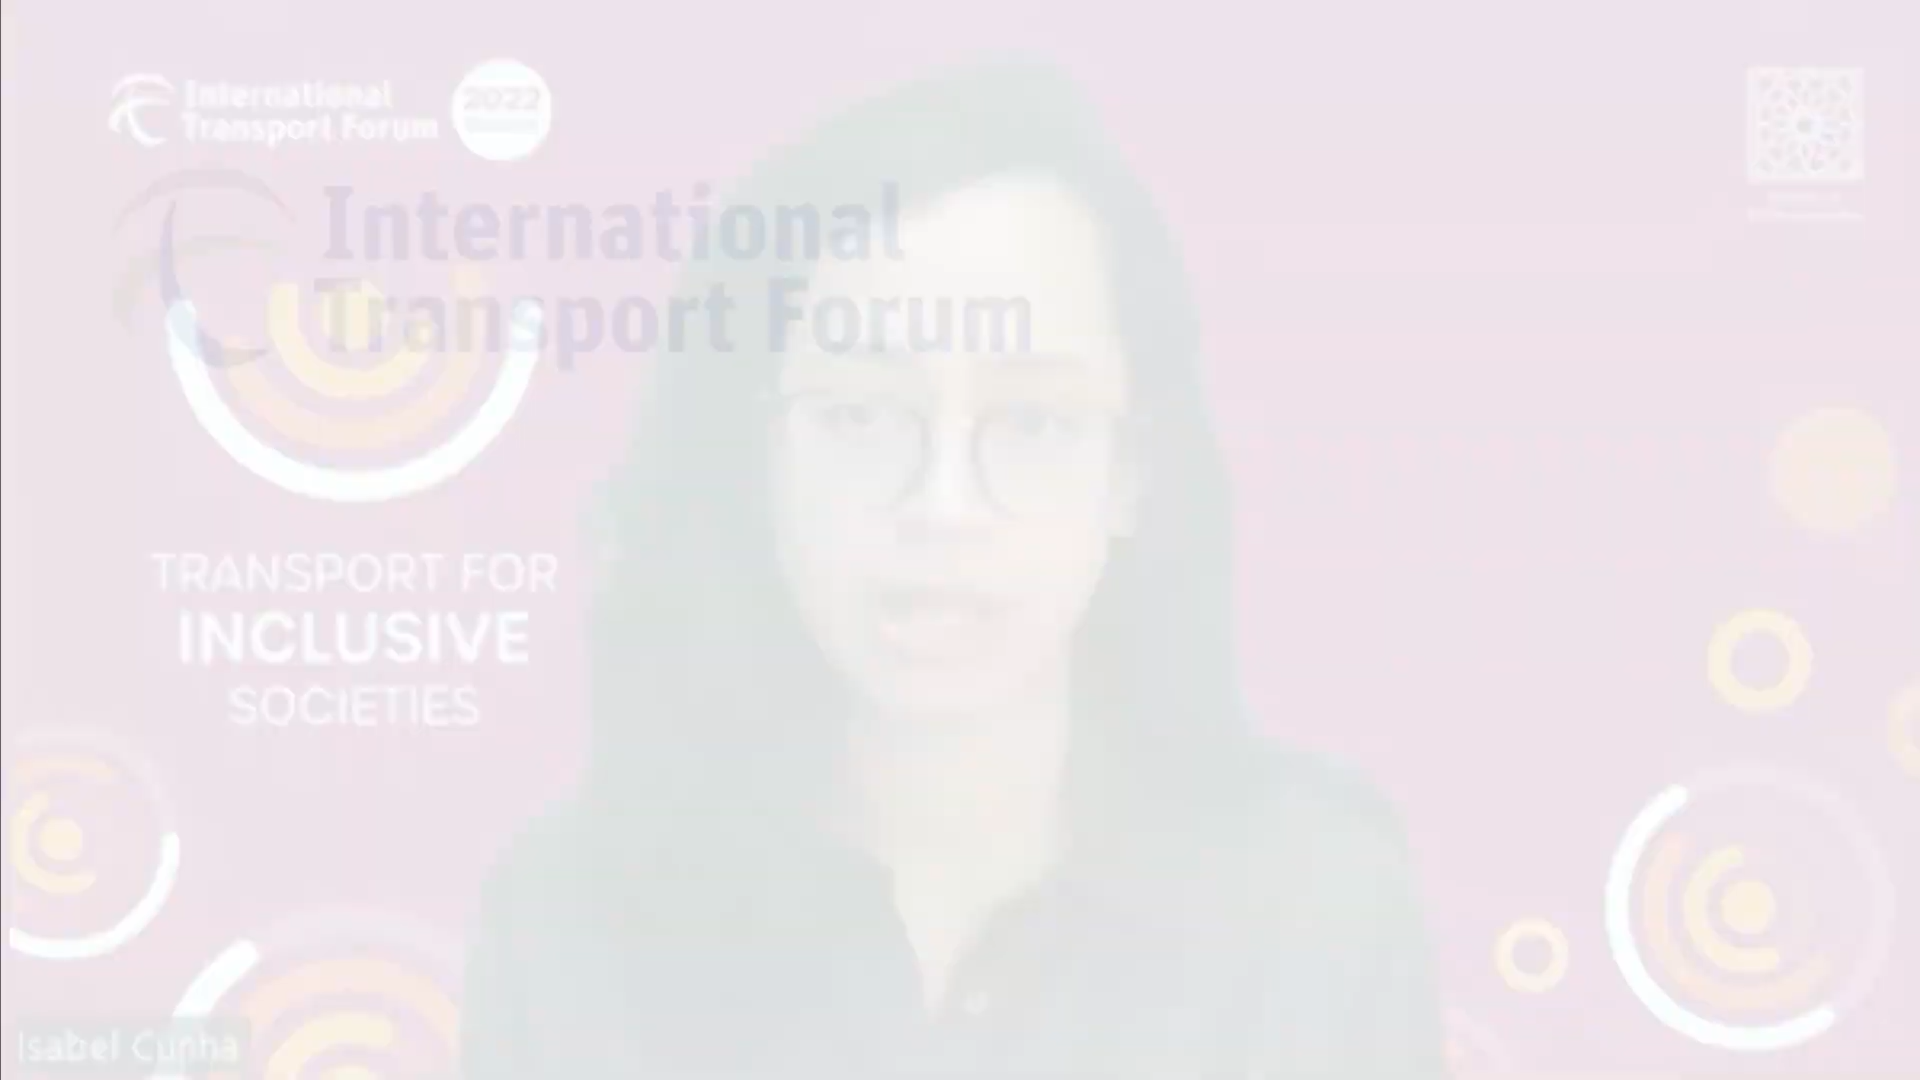 International
Transport Forum
2022
International
Transport Forum
TRANSPORT FOR
INCLUSIVE
SOCIETIES
Isabel Cunha